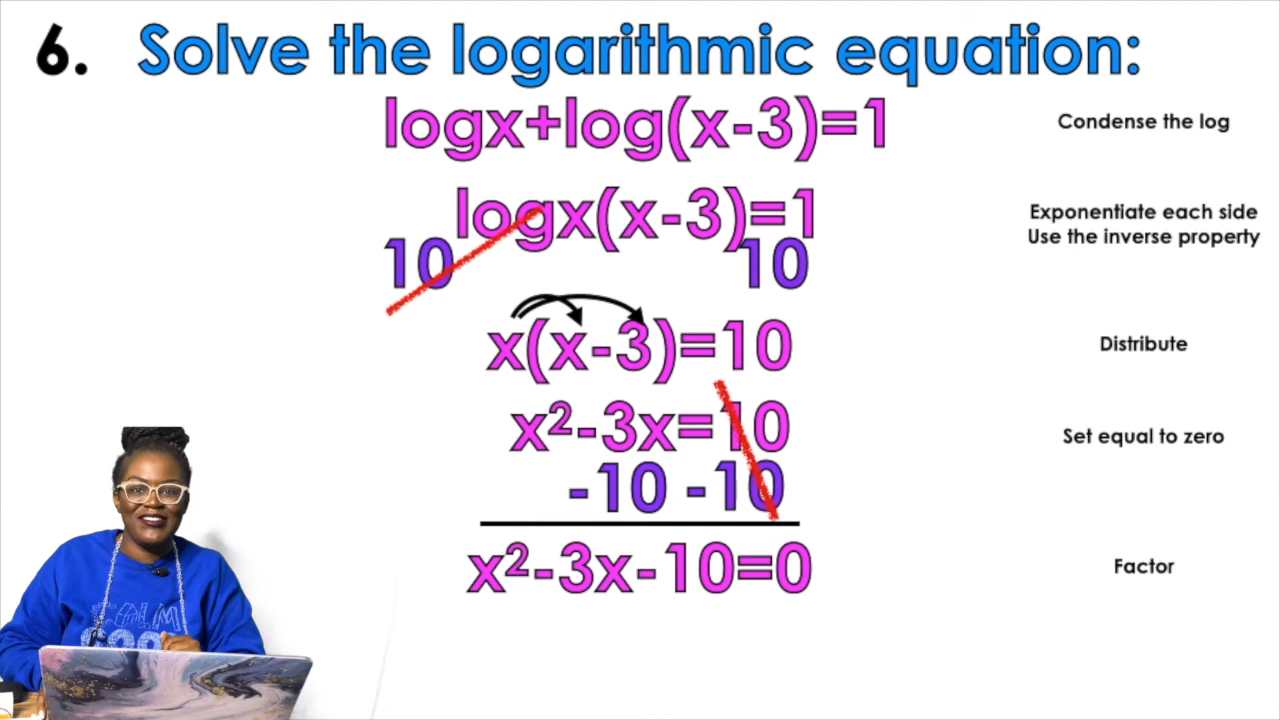 6. Solve the logarithmic equation:
logx+log(x-3)=1
Condense the log
logx(x-3)=1
10 10
Exponentiate each side
Use the inverse property
x(x-3)=10
Distribute
x²-3x=10
-10 -10
Set equal to zero
x²-3x-10=0
Factor
CALM